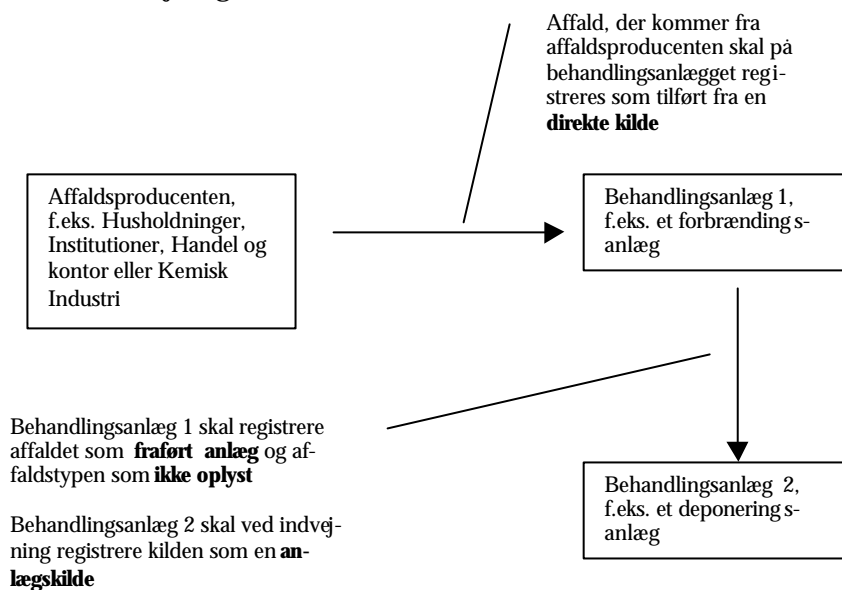 Affald, der kommer fra
affaldsproducenten skal på
behandlingsanlægget regi-
streres som tilført fra en
direkte kilde
Affaldsproducenten,
f.eks. Husholdninger,
Institutioner, Handel og
kontor eller Kemisk
Industri
Behandlingsanlæg 1,
f.eks. et forbrændings-
anlæg
Behandlingsanlæg 1 skal registrere
affaldet som fraført anlæg og af-
faldstypen som ikke oplyst
Behandlingsanlæg 2 skal ved indvej-
ning registrere kilden som en an-
lægskilde
Behandlingsanlæg 2,
f.eks. et deponerings-
anlæg